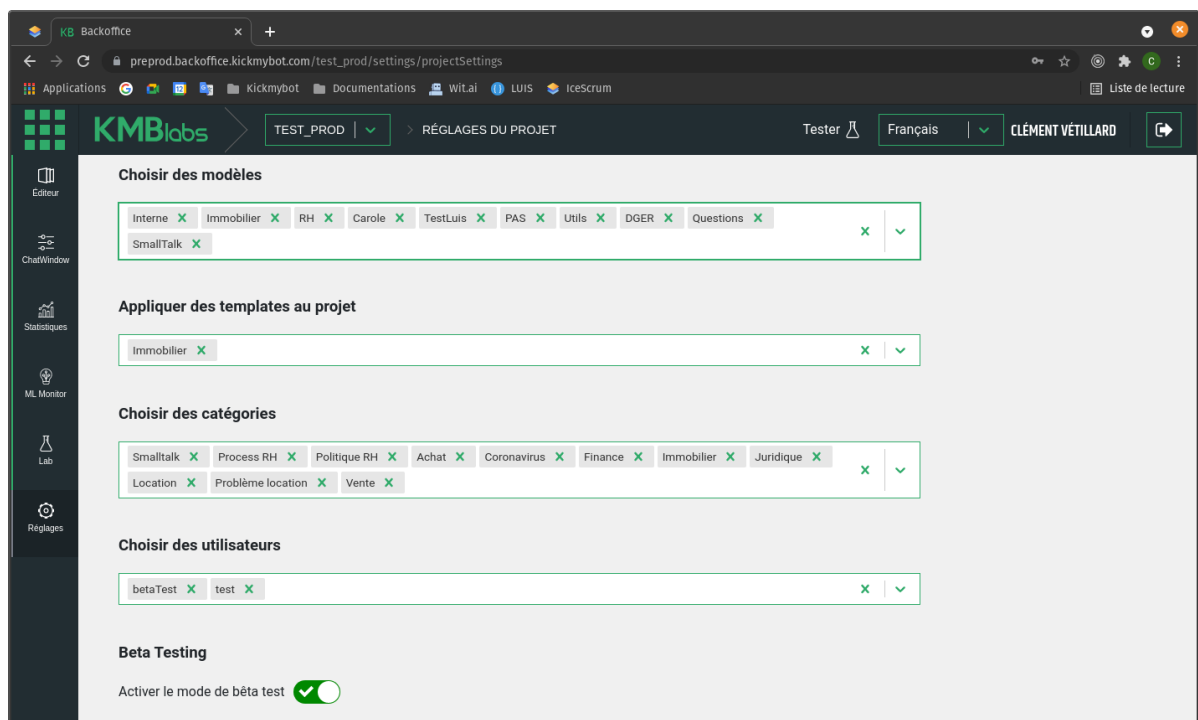 KB Backoffice
preprod.backoffice.kickmybot.com/test_prod/settings/projectSettings
C
Applications
12
Kickmybot
Documentations
Wit.ai
LUIS
IceScrum
Liste de lecture
KMBlabs
TEST_PROD
RÉGLAGES DU PROJET
Tester
Français
CLÉMENT VÉTILLARD
Éditeur
ChatWindow
Statistiques
ML Monitor
Lab
Réglages
Choisir des modèles
Interne Immobilier RH Carole TestLuis PAS Utils DGER Questions
SmallTalk
Appliquer des templates au projet
Immobilier
Choisir des catégories
Smalltalk Process RH Politique RH Achat Coronavirus Finance Immobilier Juridique
Location Problème location Vente
Choisir des utilisateurs
betaTest test
Beta Testing
Activer le mode de bêta test